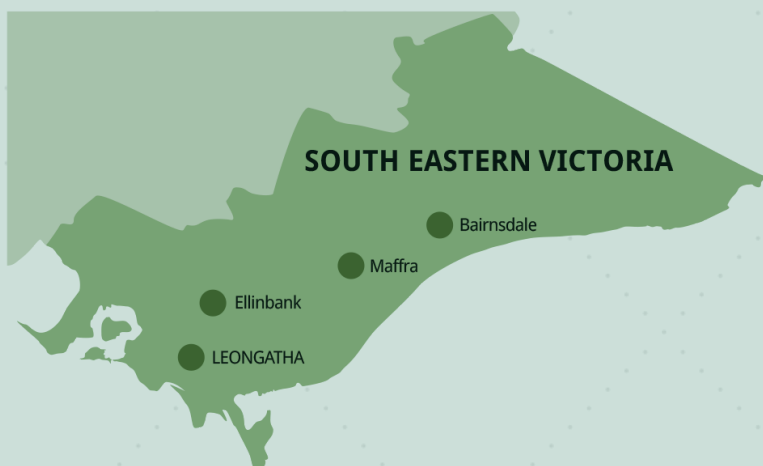 SOUTH EASTERN VICTORIA
Bairnsdale
Maffra
Ellinbank
LEONGATHA